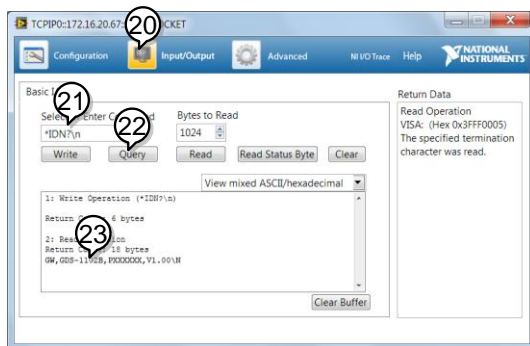 TCPIP0::172.16.20.67: CKET
20
Configuration
Input/Output
Advanced
NI I/O Trace
Help
NATIONAL INSTRUMENTS
Basic I
21
Enter C d
*IDN?\n
22
Bytes to Read
1024
Write
Query
Read
Read Status Byte
Clear
View mixed ASCII/hexadecimal
1: Write Operation (*IDN?\n)
Return 6 bytes
2: Rea ion
Return 18 bytes
23
GW,GDS-11 2B,PXXXXXX,V1.00\N
Clear Buffer
Return Data
Read Operation
VISA: (Hex 0x3FFF0005)
The specified termination
character was read.